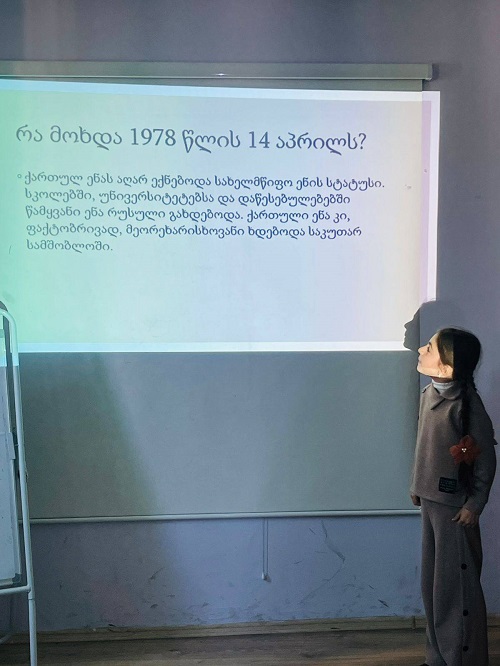 რა მოხდა 1978 წლის 14 აპრილს?
ქართულ ენას აღარ ექნებოდა სახელმწიფო ენის სტატუსი.
სკოლებში, უნივერსიტეტებსა და დაწესებულებებში
წამყვანი ენა რუსული გახდებოდა. ქართული ენა კი,
ფაქტობრივად, მეორეხარისხოვანი ხდებოდა საკუთარ
სამშობლოში.